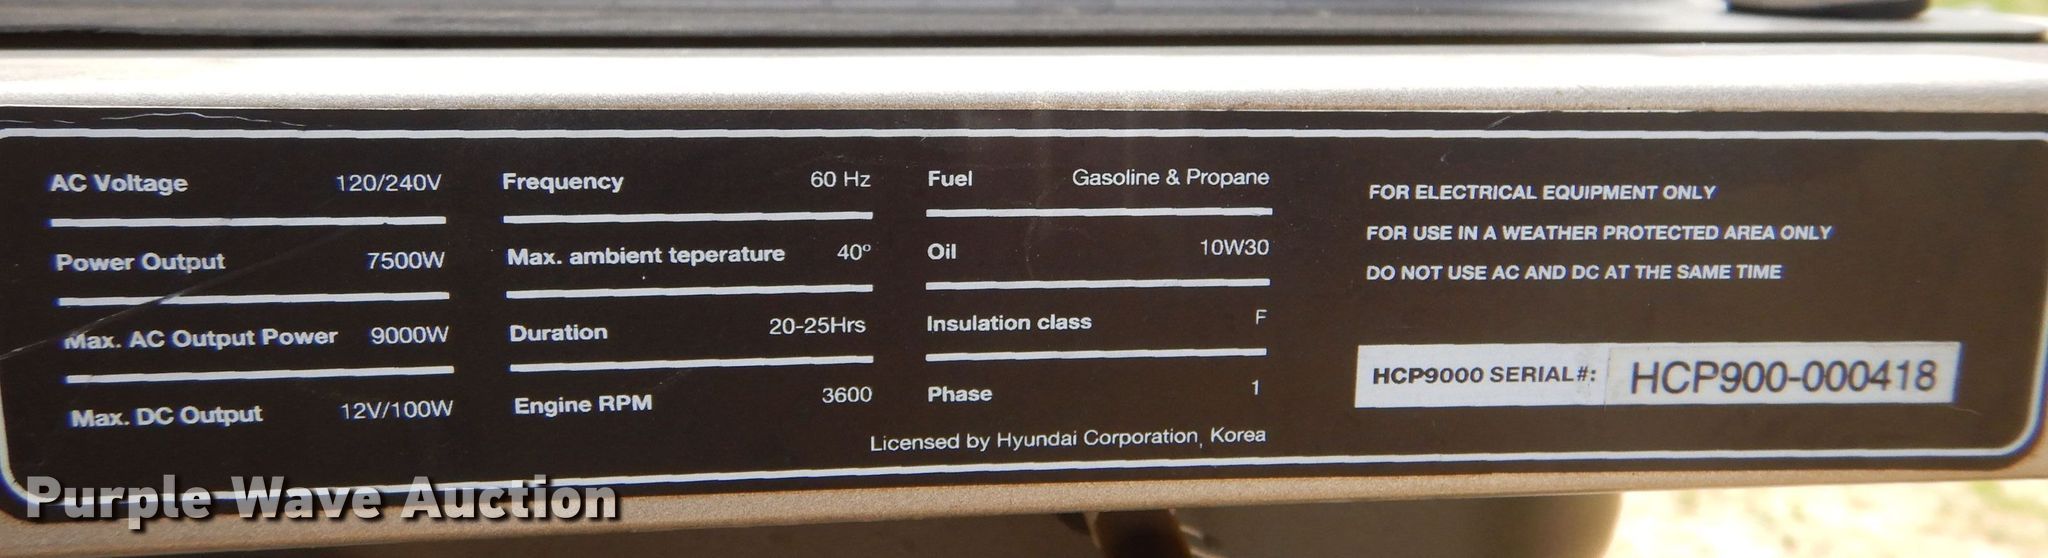 AC Voltage 120/240V
Power Output 7500W
Max. AC Output Power 9000W
Max. DC Output 12V/100W
Frequency 60 Hz
Max. ambient teperature 40°
Duration 20-25Hrs
Engine RPM 3600
Fuel Gasoline & Propane
Oil 10W30
Insulation class F
Phase 1
Licensed by Hyundai Corporation, Korea
FOR ELECTRICAL EQUIPMENT ONLY
FOR USE IN A WEATHER PROTECTED AREA ONLY
DO NOT USE AC AND DC AT THE SAME TIME
HCP9000 SERIAL#: HCP900-000418
Purple Wave Auction